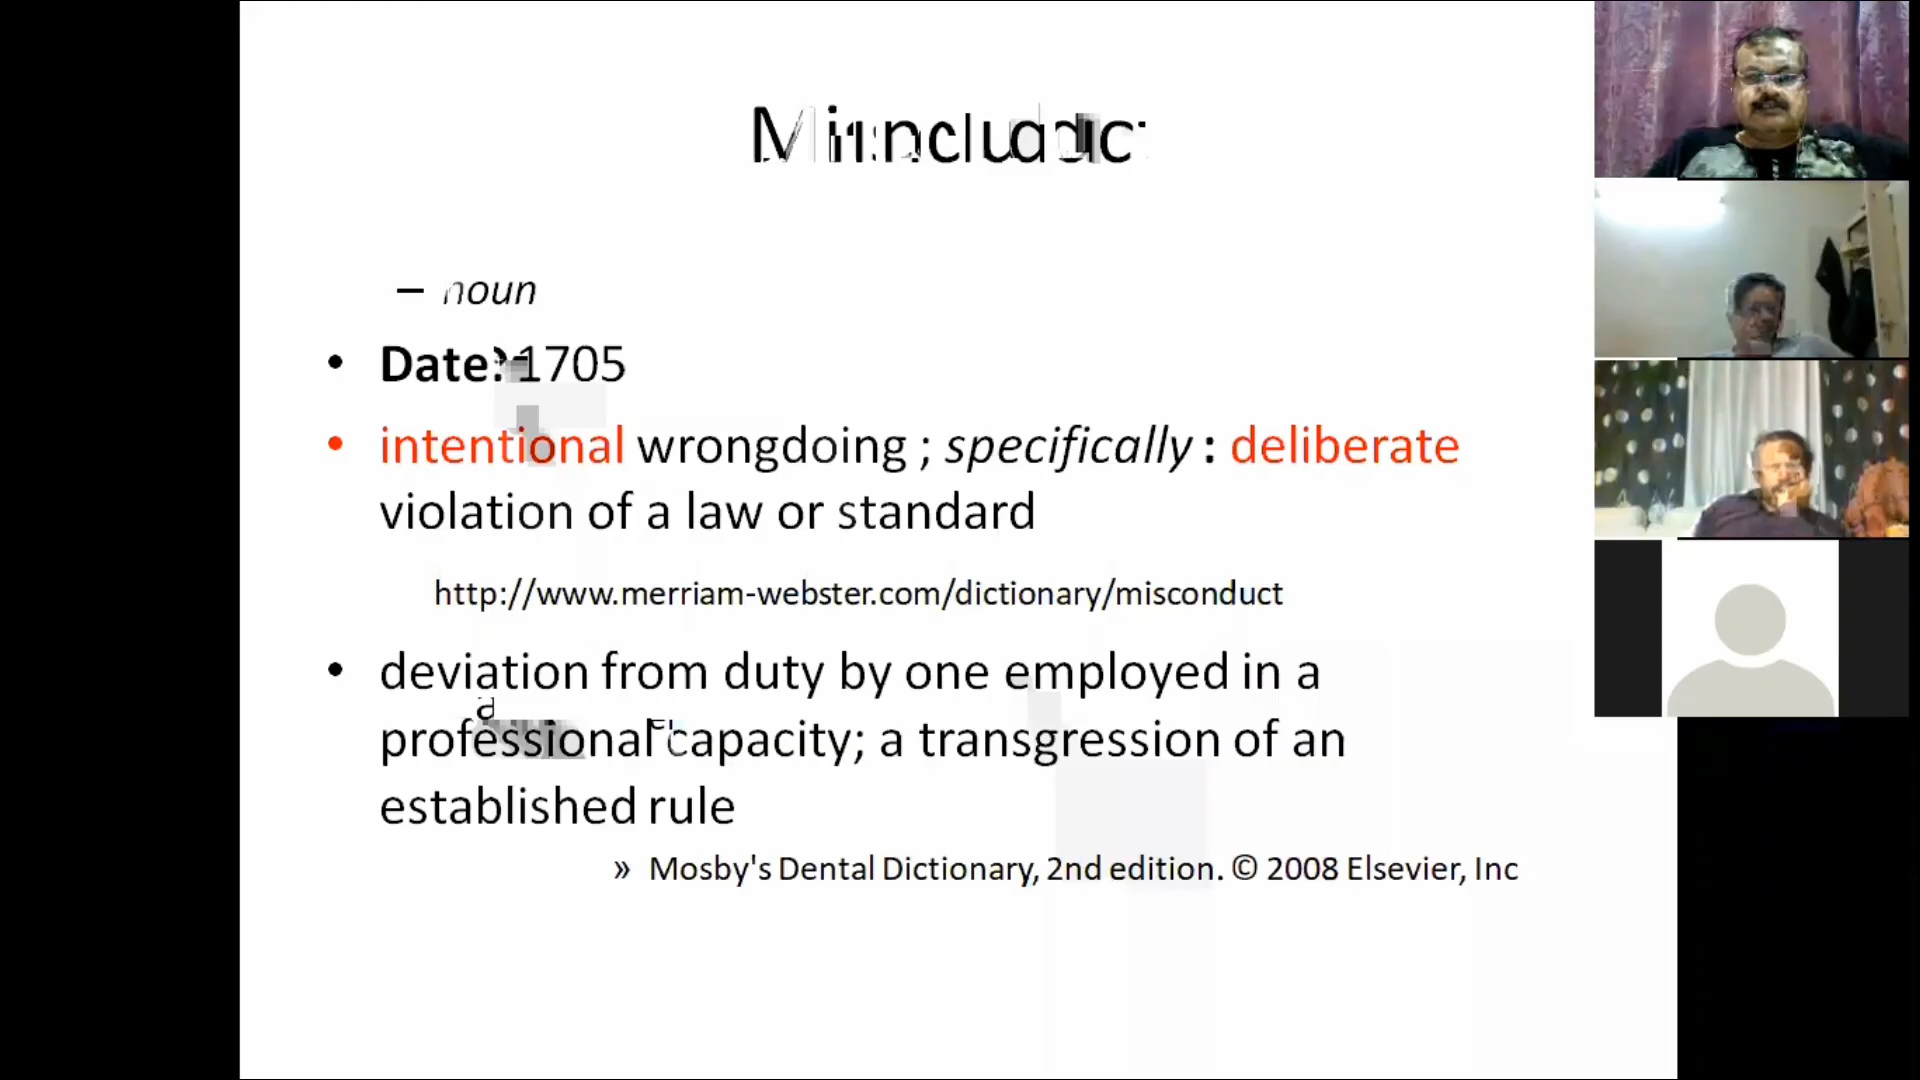 – noun
• Date: 1705
• intentional wrongdoing ; specifically : deliberate
violation of a law or standard
http://www.merriam-webster.com/dictionary/misconduct
• deviation from duty by one employed in a
professional capacity; a transgression of an
established rule
» Mosby's Dental Dictionary, 2nd edition. © 2008 Elsevier, Inc